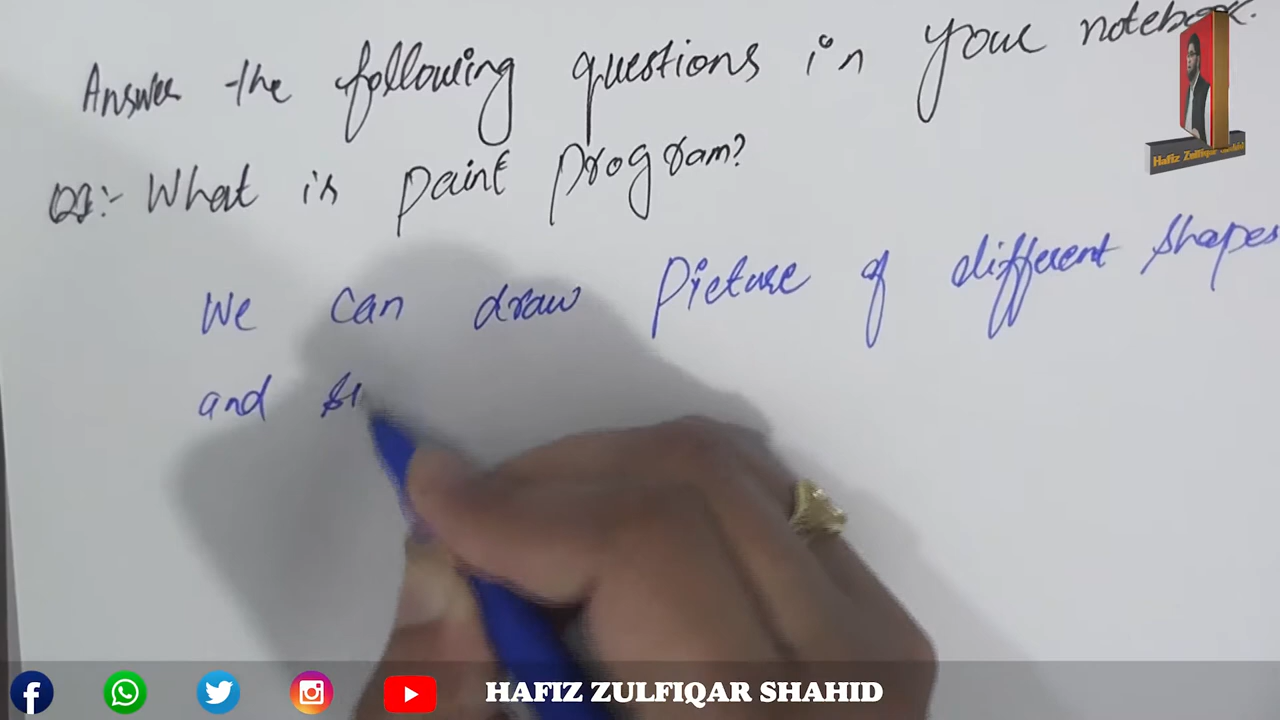 Answer the following questions in your notebook.
Q1:- What is paint program?
We can draw Picture of different shapes
and
Hafiz Zulfiqar Shahid
HAFIZ ZULFIQAR SHAHID